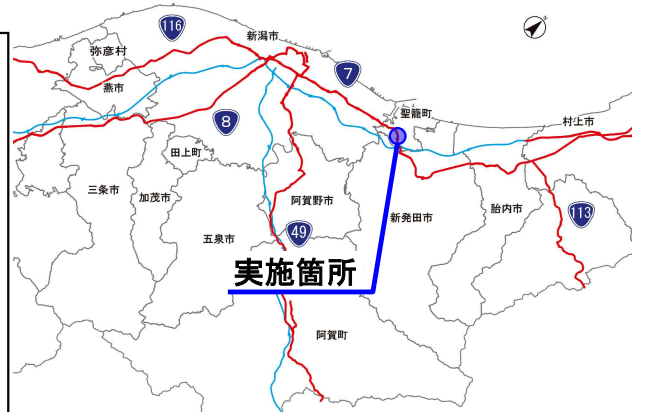 116
新潟市
弥彦村
7
燕市
聖籠町
8
村上市
田上町
三条市
加茂市
阿賀野市
新発田市
胎内市
113
五泉市
49
実施箇所
阿賀町